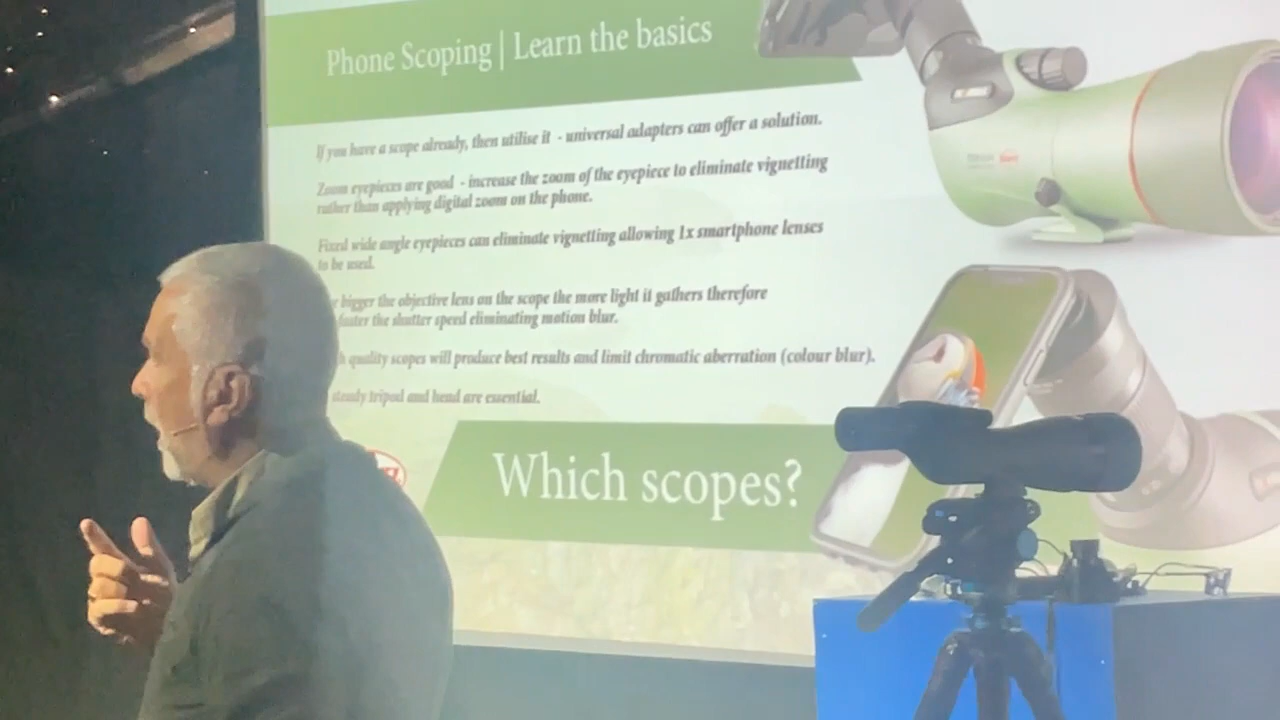 Phone Scoping | Learn the basics
If you have a scope already, then utilise it - universal adapters can offer a solution.
Zoom eyepieces are good - increase the zoom of the eyepiece to eliminate vignetting
rather than applying digital zoom on the phone.
Fixed wide angle eyepieces can eliminate vignetting allowing 1x smartphone lenses
to be used.
bigger the objective lens on the scope the more light it gathers therefore
faster the shutter speed eliminating motion blur.
quality scopes will produce best results and limit chromatic aberration (colour blur).
steady tripod and head are essential.
Which scopes?